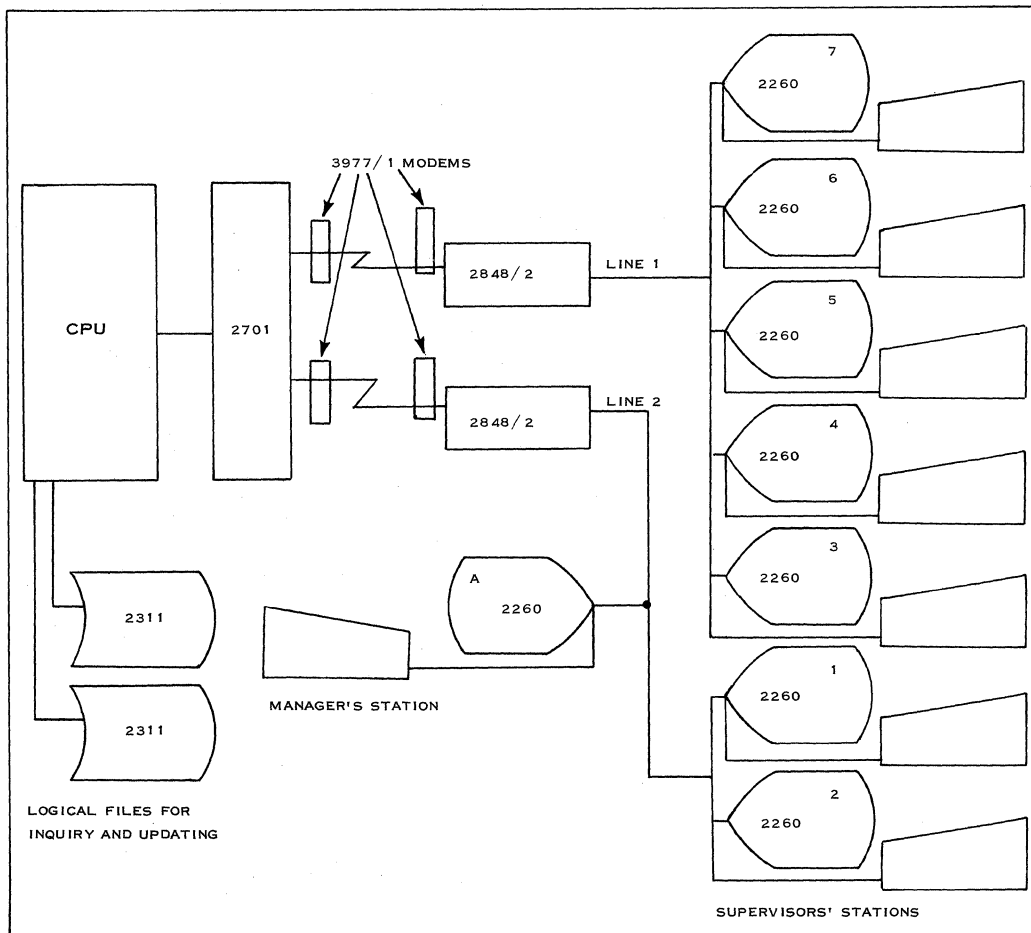 3977/1 MODEMS
CPU
2701
2848/2
LINE 1
2848/2
LINE 2
2311
2311
LOGICAL FILES FOR
INQUIRY AND UPDATING
A
2260
MANAGER'S STATION
7
2260
6
2260
5
2260
4
2260
3
2260
1
2260
2
2260
SUPERVISORS' STATIONS